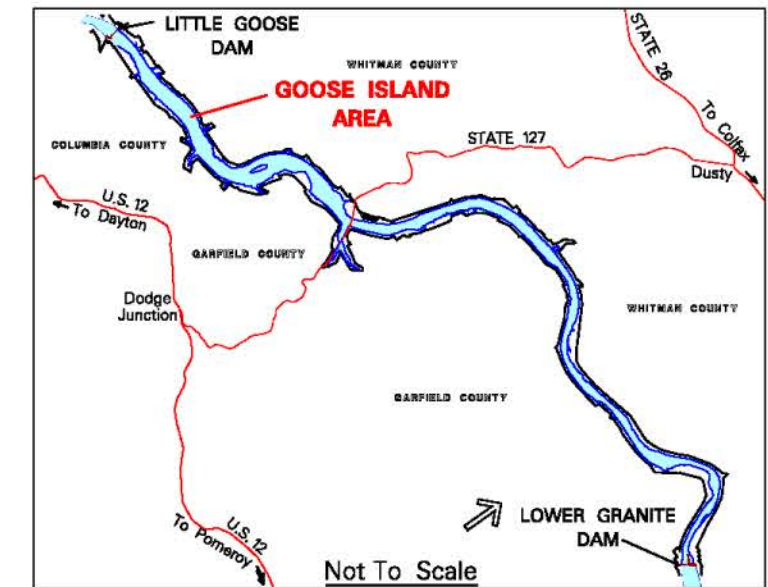 LITTLE GOOSE
DAM
WHITMAN COUNTY
STATE 26
GOOSE ISLAND
AREA
To Colfax
STATE 127
COLUMBIA COUNTY
Dusty
U.S. 12
To Dayton
GARFIELD COUNTY
Dodge
Junction
WHITMAN COUNTY
GARFIELD COUNTY
LOWER GRANITE
DAM
To Pomeroy
U.S. 12
Not To Scale